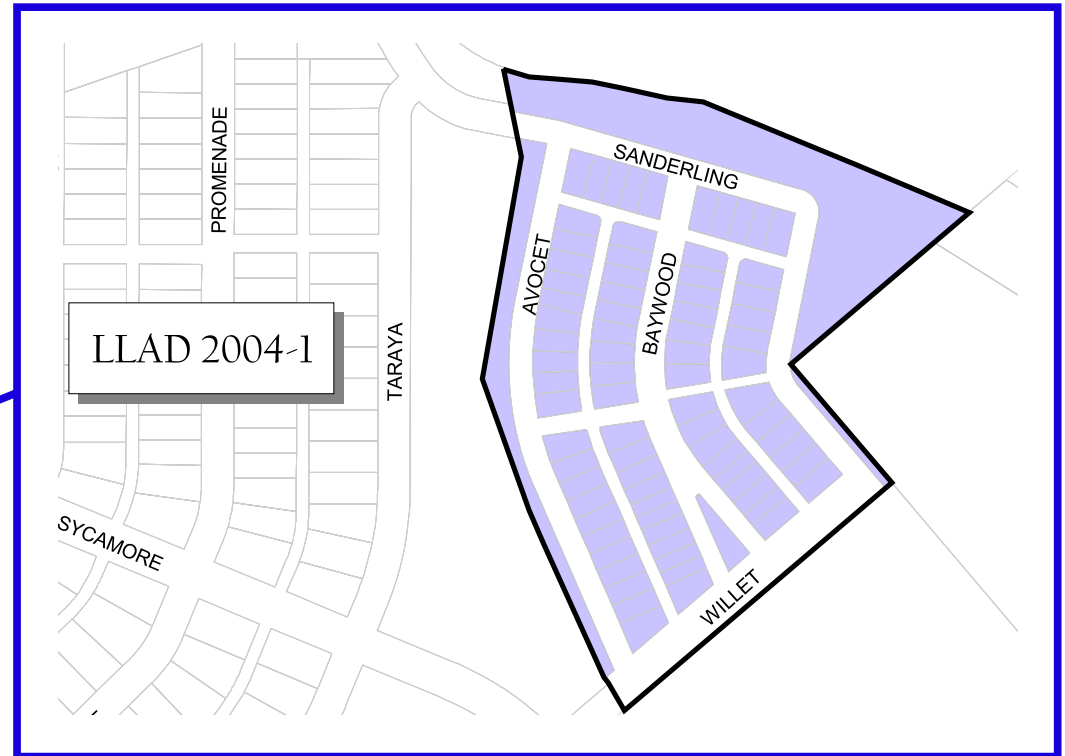 PROMENADE
SANDERLING
AVOCET
BAYWOOD
LLAD 2004-1
TARAYA
SYCAMORE
WILLET